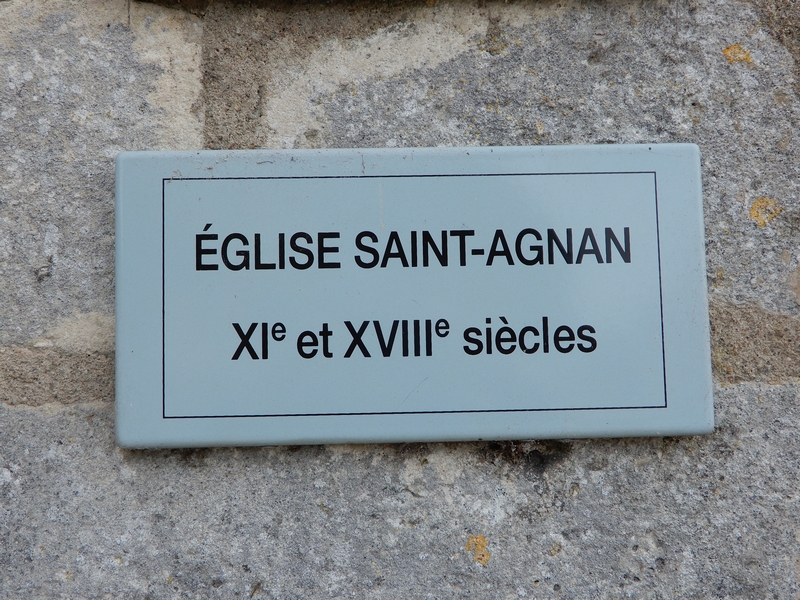 ÉGLISE SAINT-AGNAN
XIᵉ et XVIIIᵉ siècles